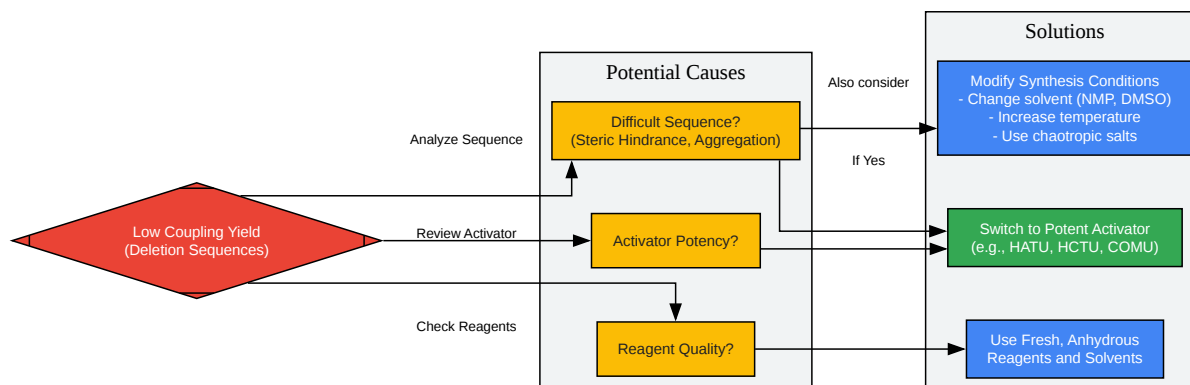 Solutions
Potential Causes
Modify Synthesis Conditions
- Change solvent (NMP, DMSO)
- Increase temperature
- Use chaotropic salts
Also consider
Difficult Sequence?
(Steric Hindrance, Aggregation)
Analyze Sequence
If Yes
Low Coupling Yield
(Deletion Sequences)
Review Activator
Activator Potency?
Switch to Potent Activator
(e.g., HATU, HCTU, COMU)
Check Reagents
Reagent Quality?
Use Fresh, Anhydrous
Reagents and Solvents